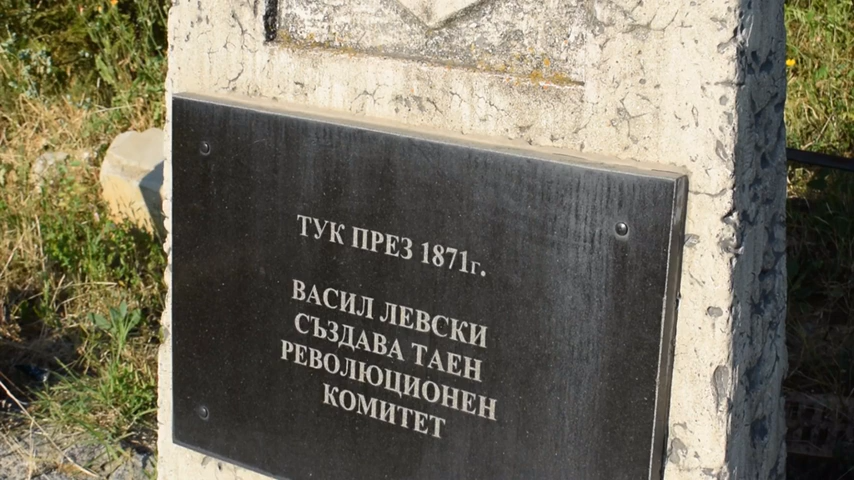 ТУК ПРЕЗ 1871г.
ВАСИЛ ЛЕВСКИ
СЪЗДАВА ТАЕН
РЕВОЛЮЦИОНЕН
КОМИТЕТ